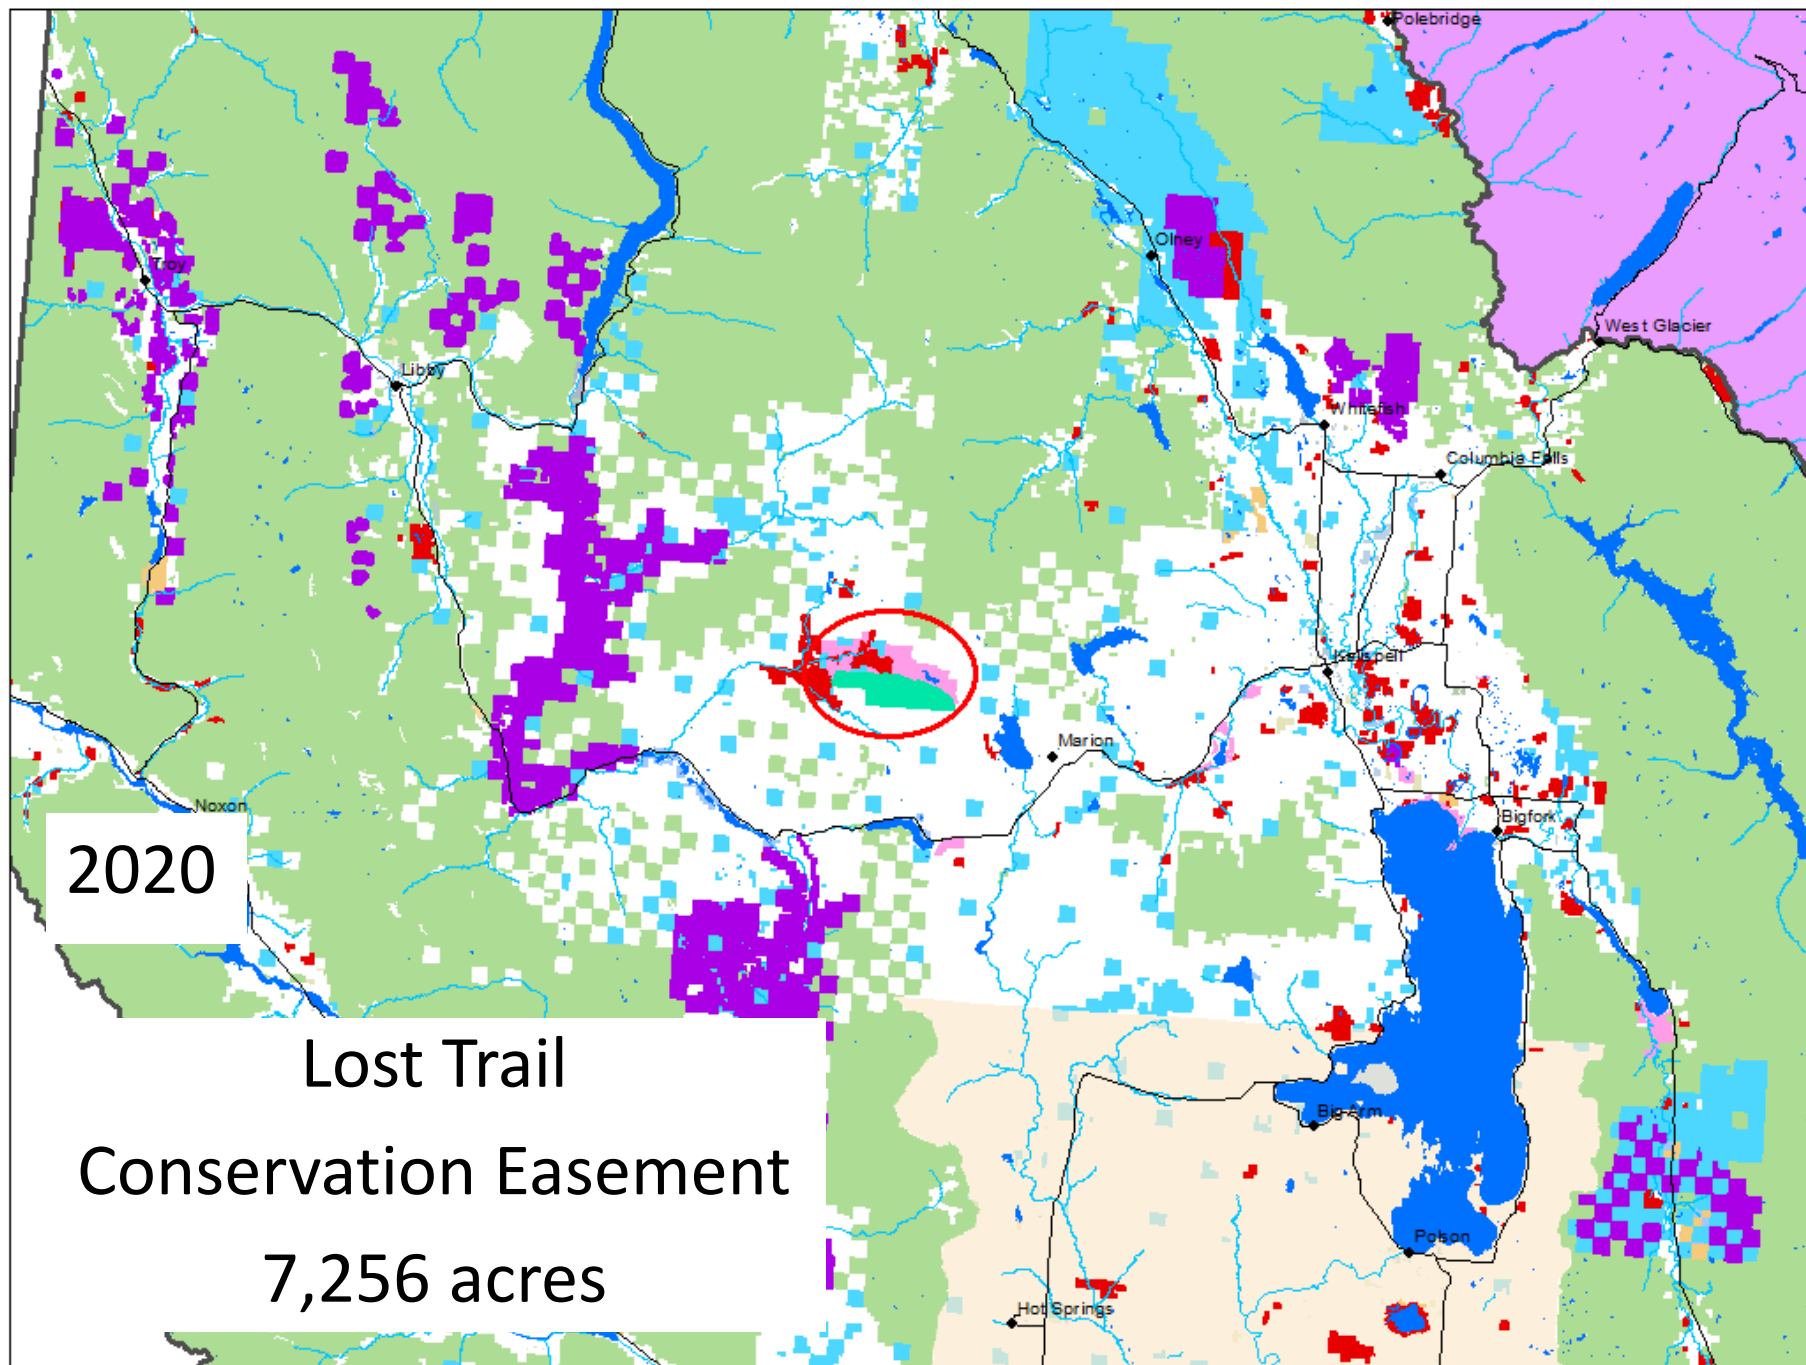 Polebridge
Olney
Troy
West Glacier
Libby
Whitefish
Columbia Falls
Kalispell
Marion
Noxon
Bigfork
2020
Lost Trail
Conservation Easement
7,256 acres
Big Arm
Polson
Hot Springs